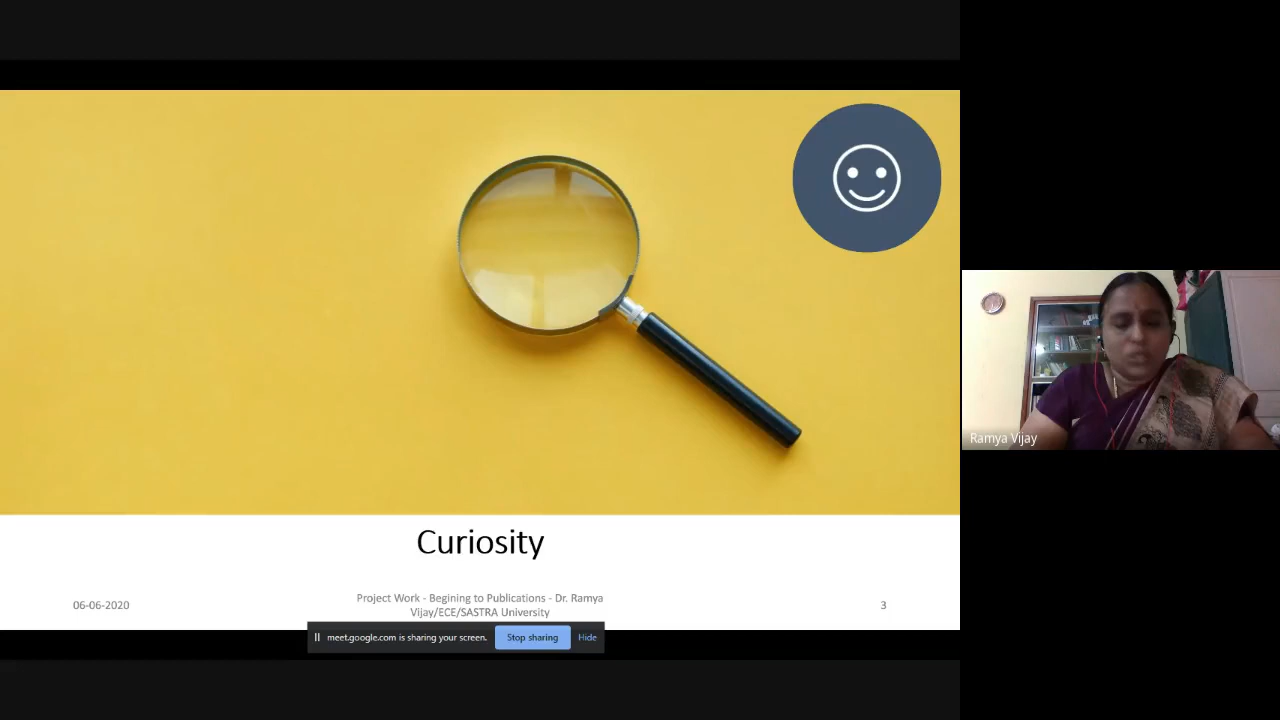 Curiosity
06-06-2020
Project Work - Begining to Publications - Dr. Ramya
Vijay/ECE/SASTRA University
3
meet.google.com is sharing your screen.
Stop sharing
Hide
Ramya Vijay